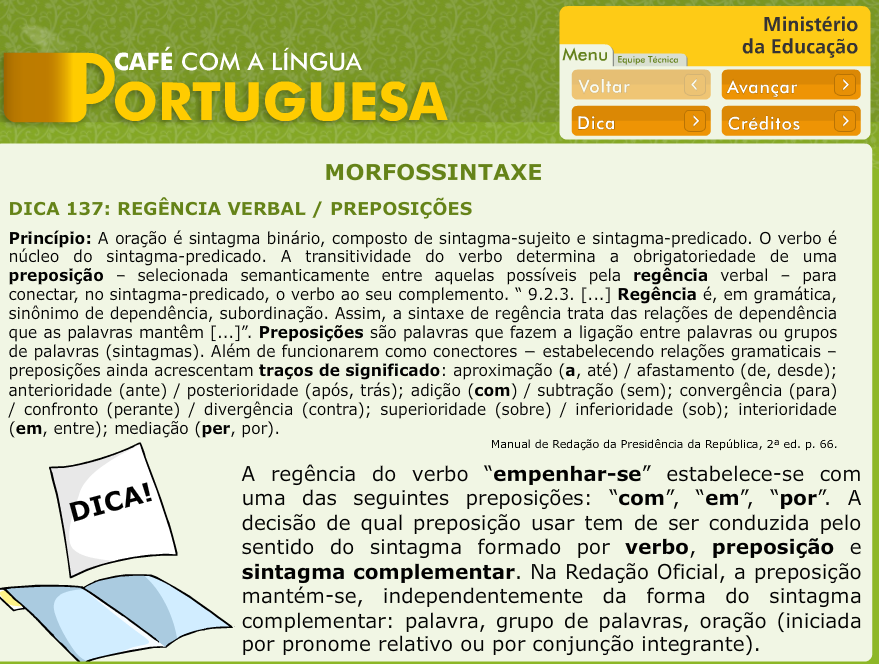 Ministério
da Educação
CAFÉ COM A LÍNGUA
PORTUGUESA
Menu
Equipe Técnica
Voltar
Avançar
Dica
Créditos
MORFOSSINTAXE
DICA 137: REGÊNCIA VERBAL / PREPOSIÇÕES
Princípio: A oração é sintagma binário, composto de sintagma-sujeito e sintagma-predicado. O verbo é
núcleo do sintagma-predicado. A transitividade do verbo determina a obrigatoriedade de uma
preposição – selecionada semanticamente entre aquelas possíveis pela regência verbal – para
conectar, no sintagma-predicado, o verbo ao seu complemento. “ 9.2.3. [...] Regência é, em gramática,
sinônimo de dependência, subordinação. Assim, a sintaxe de regência trata das relações de dependência
que as palavras mantêm [...]”. Preposições são palavras que fazem a ligação entre palavras ou grupos
de palavras (sintagmas). Além de funcionarem como conectores − estabelecendo relações gramaticais –
preposições ainda acrescentam traços de significado: aproximação (a, até) / afastamento (de, desde);
anterioridade (ante) / posterioridade (após, trás); adição (com) / subtração (sem); convergência (para)
/ confronto (perante) / divergência (contra); superioridade (sobre) / inferioridade (sob); interioridade
(em, entre); mediação (per, por).
Manual de Redação da Presidência da República, 2ª ed. p. 66.
DICA!
A regência do verbo “empenhar-se” estabelece-se com
uma das seguintes preposições: “com”, “em”, “por”. A
decisão de qual preposição usar tem de ser conduzida pelo
sentido do sintagma formado por verbo, preposição e
sintagma complementar. Na Redação Oficial, a preposição
mantém-se, independentemente da forma do sintagma
complementar: palavra, grupo de palavras, oração (iniciada
por pronome relativo ou por conjunção integrante).